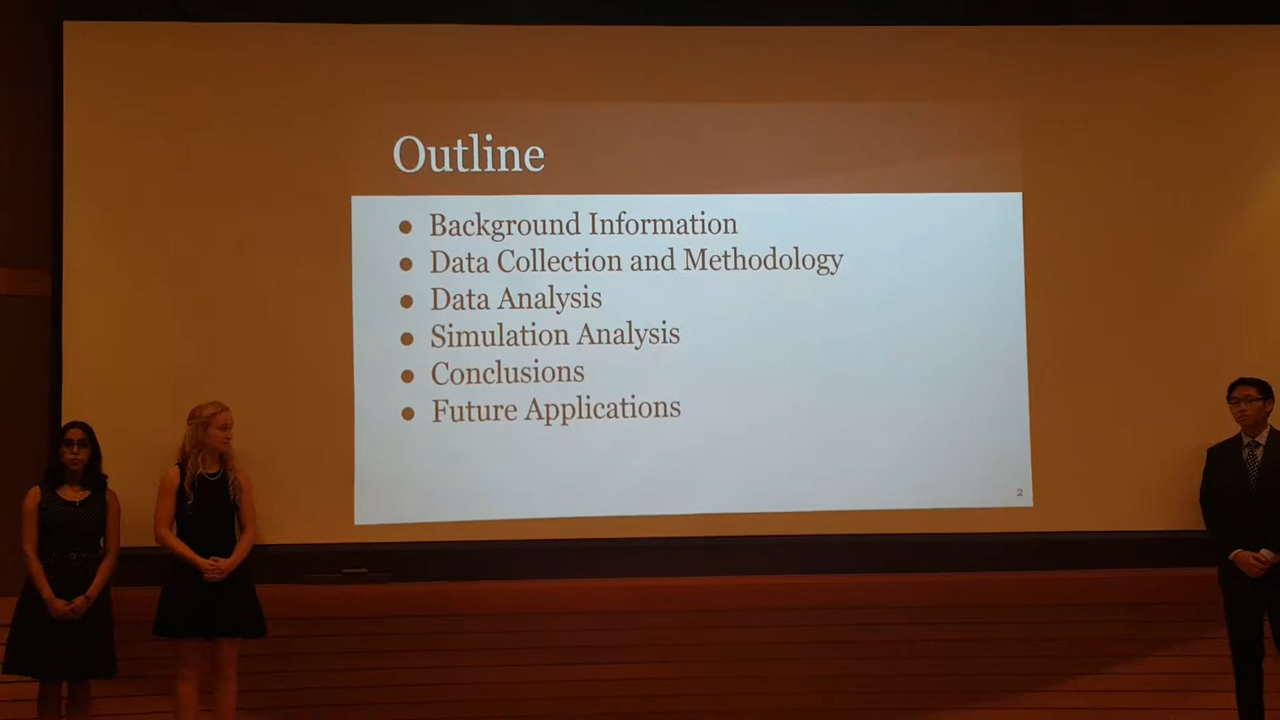 Outline
● Background Information
● Data Collection and Methodology
● Data Analysis
● Simulation Analysis
● Conclusions
● Future Applications
2